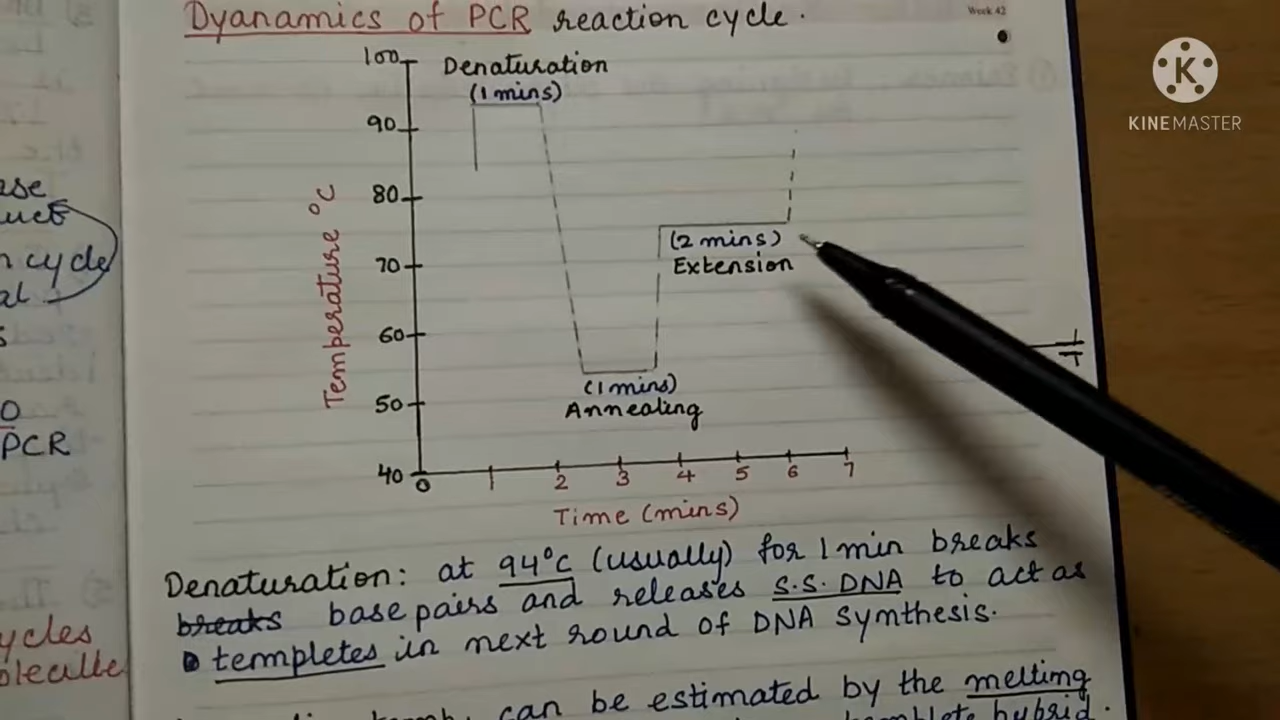 Dyanamics of PCR reaction cycle.
Week 42
KINEMASTER
100
Denaturation
(1 mins)
90
80
(2 mins)
Extension
70
60
(1 mins)
Annealing
50
40
0 1 2 3 4 5 6 7
Temperature °C
Time (mins)
Denaturation: at 94°C (usually) for 1 min breaks
breaks base pairs and releases S.S. DNA to act as
templetes in next round of DNA synthesis.
can be estimated by the melting
hybrid.
cycle
PCR